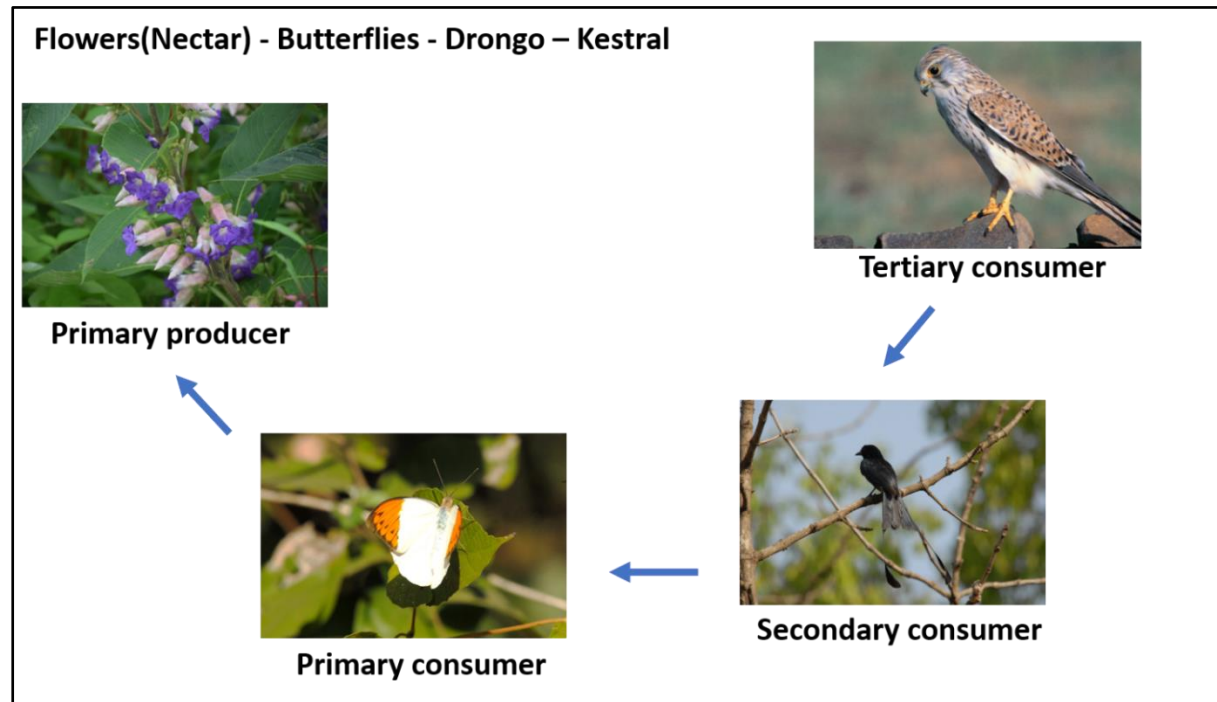 Flowers(Nectar) - Butterflies - Drongo – Kestral
Tertiary consumer
Primary producer
Secondary consumer
Primary consumer